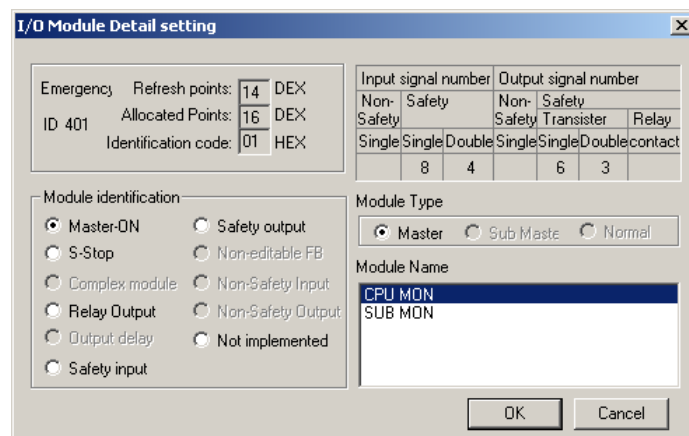 I/O Module Detail setting
Emergency
ID 401
Refresh points: 14 DEX
Allocated Points: 16 DEX
Identification code: 01 HEX
Input signal number Output signal number
Non-Safety Safety Non-Safety Safety
Transister Relay contact
Single Single Double Single Single Double
8 4 6 3
Module identification
Master-ON
S-Stop
Complex module
Relay Output
Output delay
Safety input
Safety output
Non-editable FB
Non-Safety Input
Non-Safety Output
Not implemented
Module Type
Master Sub Maste Normal
Module Name
CPU MON
SUB MON
OK Cancel